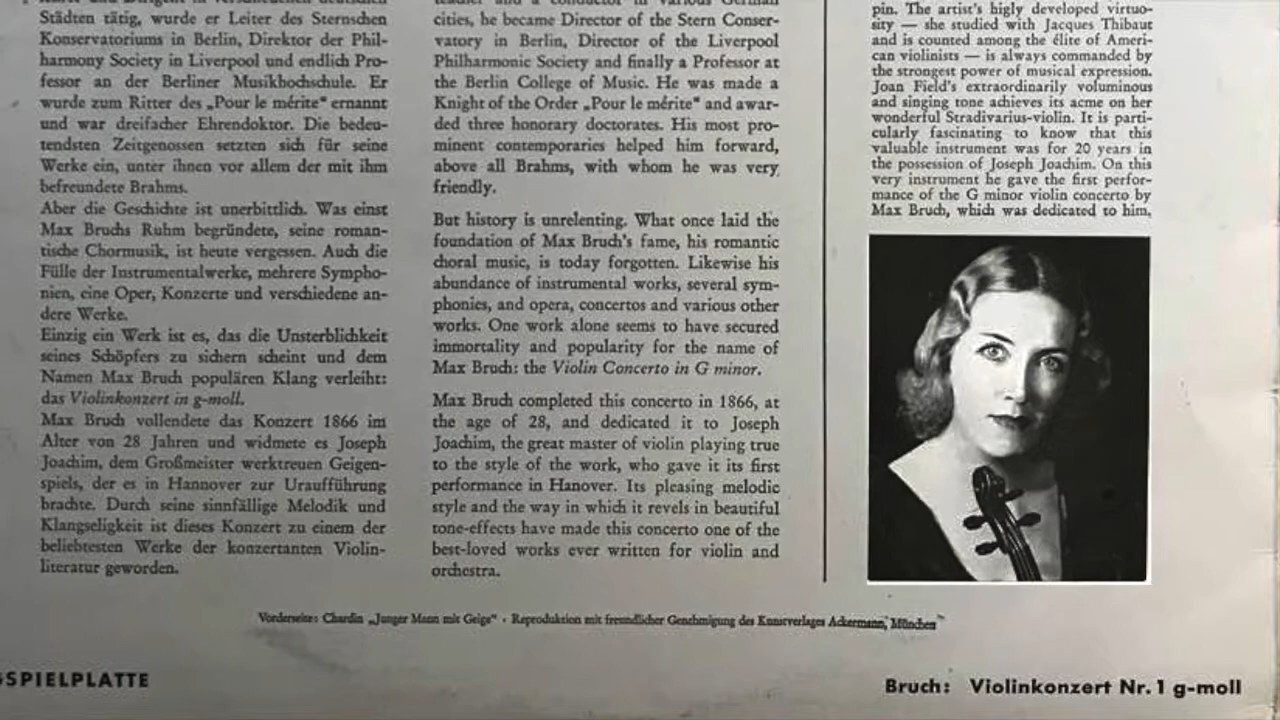 Städten tätig, wurde er Leiter des Sternschen
Konservatoriums in Berlin, Direktor der Phil-
harmony Society in Liverpool und endlich Pro-
fessor an der Berliner Musikhochschule. Er
wurde zum Ritter des „Pour le mérite“ ernannt
und war dreifacher Ehrendoktor. Die bedeu-
tendsten Zeitgenossen setzten sich für seine
Werke ein, unter ihnen vor allem der mit ihm
befreundete Brahms.
Aber die Geschichte ist unerbittlich. Was einst
Max Bruchs Ruhm begründete, seine roman-
tische Chormusik, ist heute vergessen. Auch die
Fülle der Instrumentalwerke, mehrere Sympho-
nien, eine Oper, Konzerte und verschiedene an-
dere Werke.
Einzig ein Werk ist es, das die Unsterblichkeit
seines Schöpfers zu sichern scheint und dem
Namen Max Bruch populären Klang verleiht:
das Violinkonzert in g-moll.
Max Bruch vollendete das Konzert 1866 im
Alter von 28 Jahren und widmete es Joseph
Joachim, dem Großmeister werktreuen Geigen-
spiels, der es in Hannover zur Uraufführung
brachte. Durch seine sinnfällige Melodik und
Klangseligkeit ist dieses Konzert zu einem der
beliebtesten Werke der konzertanten Violin-
literatur geworden.
cities, he became Director of the Stern Conser-
vatory in Berlin, Director of the Liverpool
Philharmonic Society and finally a Professor at
the Berlin College of Music. He was made a
Knight of the Order „Pour le mérite“ and awar-
ded three honorary doctorates. His most pro-
minent contemporaries helped him forward,
above all Brahms, with whom he was very
friendly.
But history is unrelenting. What once laid the
foundation of Max Bruch's fame, his romantic
choral music, is today forgotten. Likewise his
abundance of instrumental works, several sym-
phonies, and opera, concertos and various other
works. One work alone seems to have secured
immortality and popularity for the name of
Max Bruch: the Violin Concerto in G minor.
Max Bruch completed this concerto in 1866, at
the age of 28, and dedicated it to Joseph
Joachim, the great master of violin playing true
to the style of the work, who gave it its first
performance in Hanover. Its pleasing melodic
style and the way in which it revels in beautiful
tone-effects have made this concerto one of the
best-loved works ever written for violin and
orchestra.
pin. The artist's higly developed virtuo-
sity — she studied with Jacques Thibaut
and is counted among the élite of Ameri-
can violinists — is always commanded by
the strongest power of musical expression.
Joan Field's extraordinarily voluminous
and singing tone achieves its acme on her
wonderful Stradivarius-violin. It is parti-
cularly fascinating to know that this
valuable instrument was for 20 years in
the possession of Joseph Joachim. On this
very instrument he gave the first perfor-
mance of the G minor violin concerto by
Max Bruch, which was dedicated to him.
Vorderseite: Chardin „Junger Mann mit Geige“ · Reproduktion mit freundlicher Genehmigung des Kunstverlages Ackermann, München
SPIELPLATTE
Bruch: Violinkonzert Nr. 1 g-moll